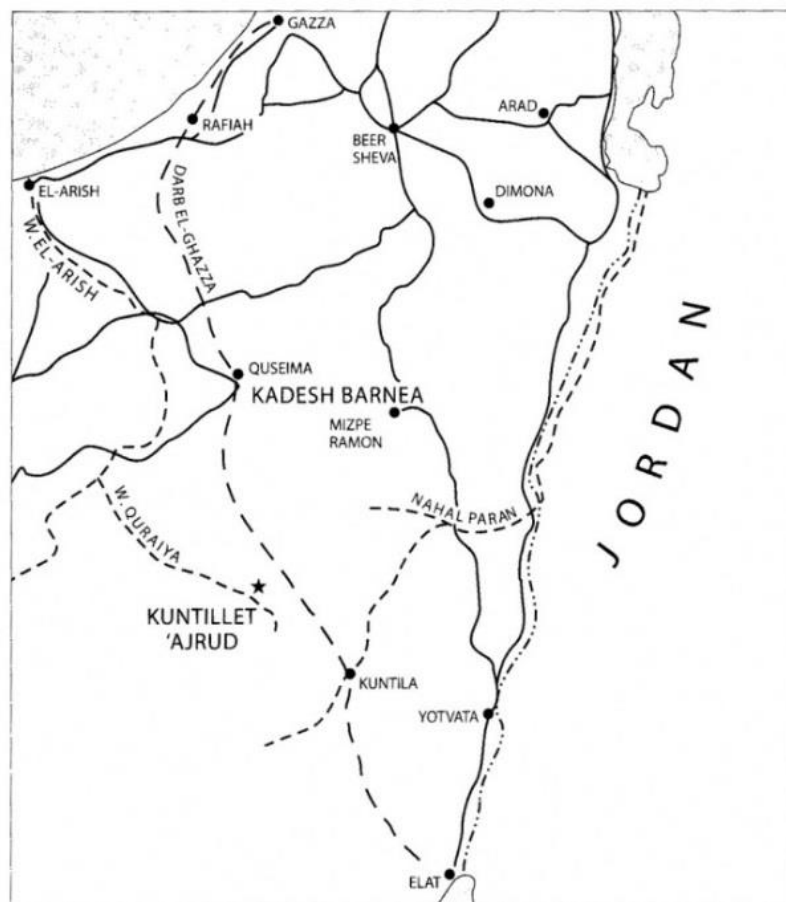 GAZZA
RAFIAH
ARAD
BEER
SHEVA
EL-ARISH
DARB EL-GHAZZA
DIMONA
W. EL-ARISH
JORDAN
QUSEIMA
KADESH BARNEA
MIZPE
RAMON
NAHAL PARAN
W. QURAIYA
KUNTILLET
'AJRUD
KUNTILA
YOTVATA
ELAT